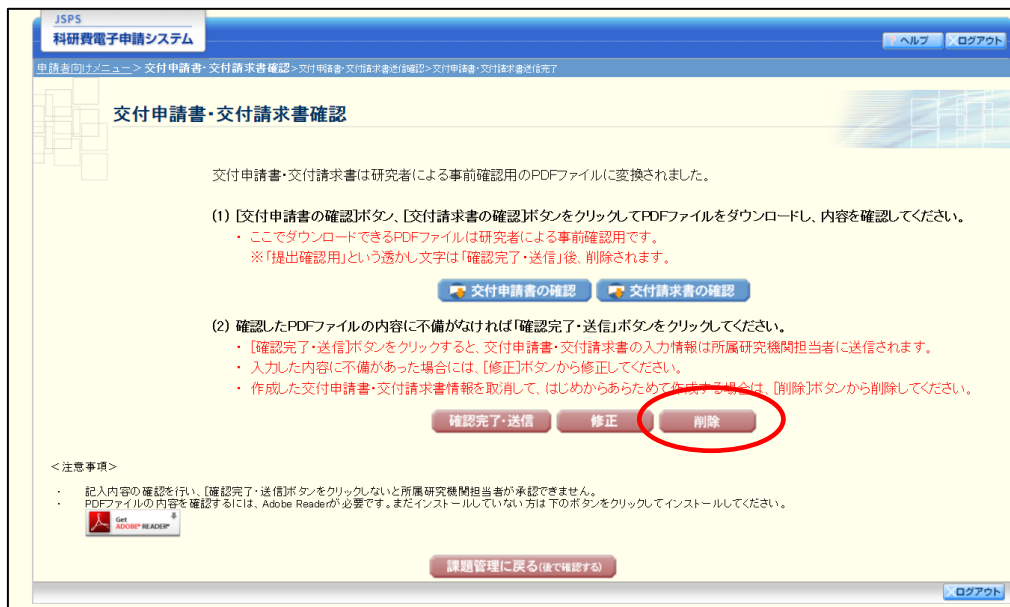 JSPS
科研費電子申請システム
? ヘルプ
ログアウト
申請者向けメニュー>交付申請書・交付請求書確認>交付申請書・交付請求書送信確認>交付申請書・交付請求書送信完了
交付申請書・交付請求書確認
交付申請書・交付請求書は研究者による事前確認用のPDFファイルに変換されました。
(1) [交付申請書の確認]ボタン、[交付請求書の確認]ボタンをクリックしてPDFファイルをダウンロードし、内容を確認してください。
・ ここでダウンロードできるPDFファイルは研究者による事前確認用です。
※「提出確認用」という透かし文字は「確認完了・送信」後、削除されます。
交付申請書の確認 交付請求書の確認
(2) 確認したPDFファイルの内容に不備がなければ「確認完了・送信」ボタンをクリックしてください。
・ [確認完了・送信]ボタンをクリックすると、交付申請書・交付請求書の入力情報は所属研究機関担当者に送信されます。
・ 入力した内容に不備があった場合には、[修正]ボタンから修正してください。
・ 作成した交付申請書・交付請求書情報を取消して、はじめからあらためて作成する場合は、[削除]ボタンから削除してください。
確認完了・送信 修正 削除
<注意事項>
・ 記入内容の確認を行い、[確認完了・送信]ボタンをクリックしないと所属研究機関担当者が承認できません。
・ PDFファイルの内容を確認するには、Adobe Readerが必要です。まだインストールしていない方は下のボタンをクリックしてインストールしてください。
Get
ADOBE® READER®
課題管理に戻る(後で確認する)
ログアウト